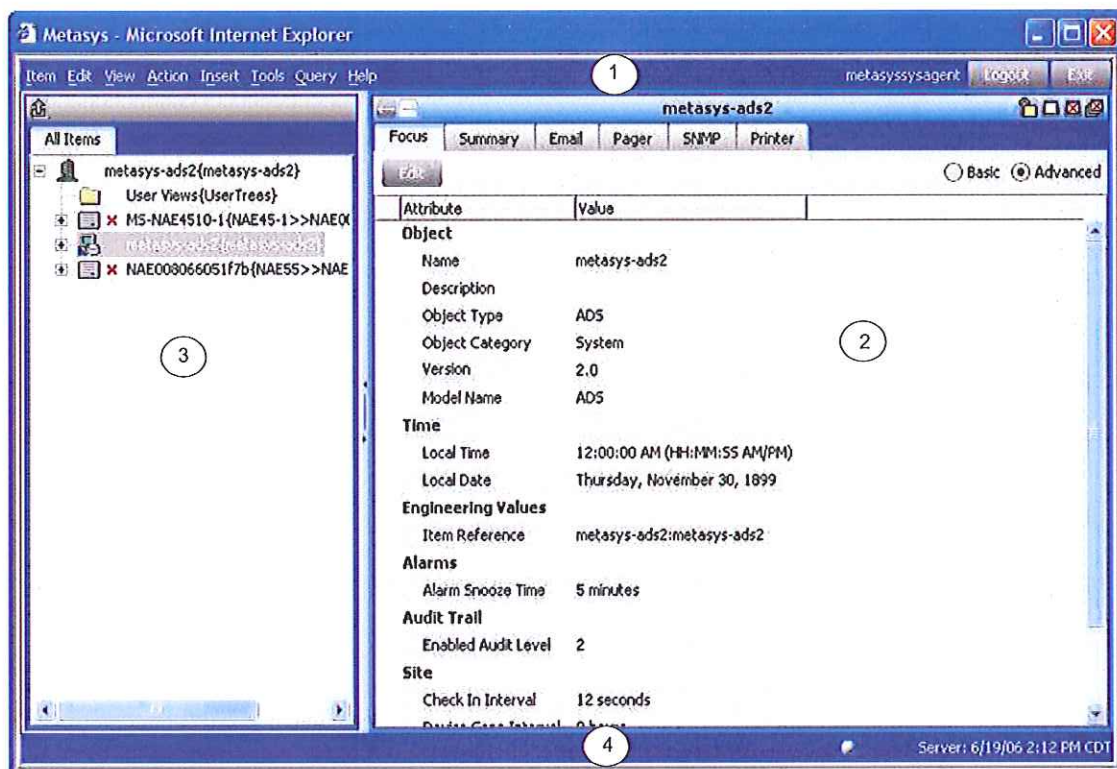 Metasys - Microsoft Internet Explorer
Item Edit View Action Insert Tools Query Help
1
metasyssysagent Logout Exit
metasys-ads2
All Items
Focus Summary Email Pager SNMP Printer
metasys-ads2{metasys-ads2}
User Views{UserTrees}
MS-NAE4510-1{NAE45-1>>NAE00
metasys-ads2{metasys-ads2}
NAE008066051f7b{NAE55>>NAE
3
Edit
Basic Advanced
Attribute Value
Object
Name metasys-ads2
Description
Object Type ADS
Object Category System
2
Version 2.0
Model Name ADS
Time
Local Time 12:00:00 AM (HH:MM:SS AM/PM)
Local Date Thursday, November 30, 1899
Engineering Values
Item Reference metasys-ads2:metasys-ads2
Alarms
Alarm Snooze Time 5 minutes
Audit Trail
Enabled Audit Level 2
Site
Check In Interval 12 seconds
4
Server: 6/19/06 2:12 PM CDT